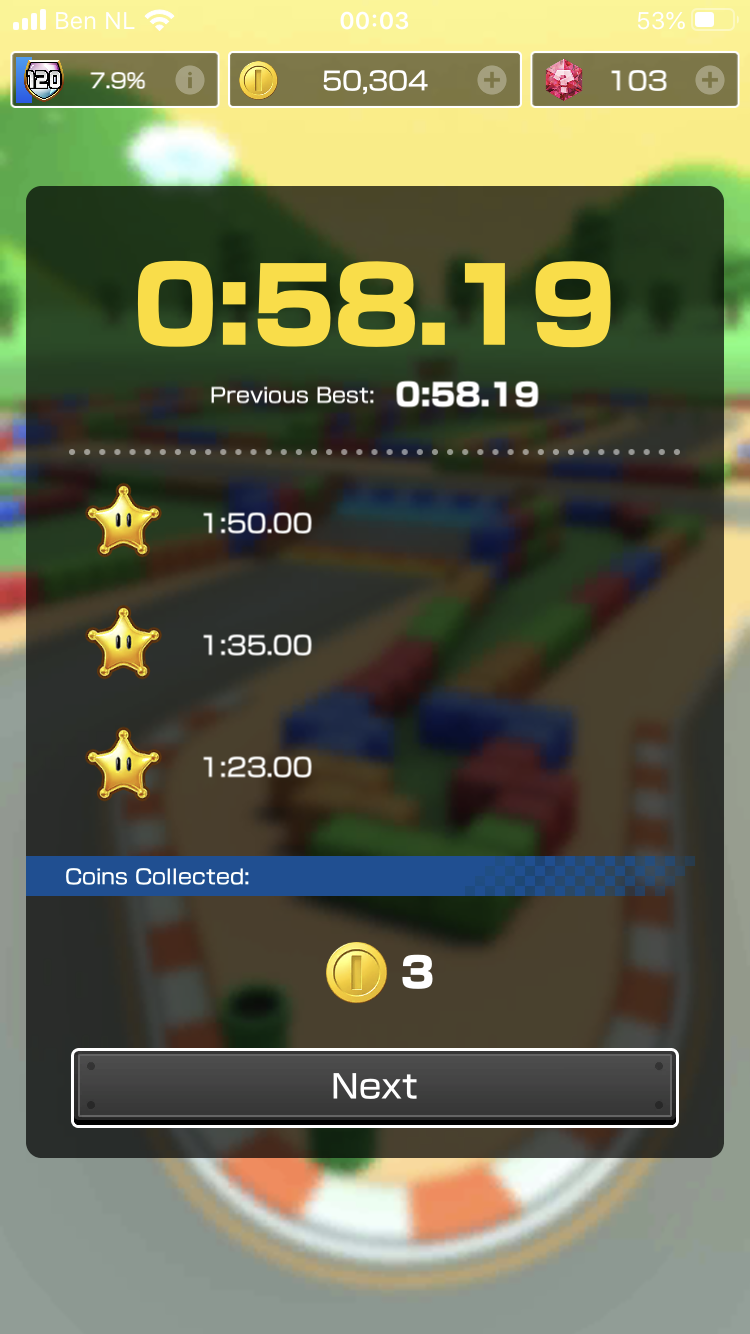 Ben NL 00:03 53%
120 7.9% i 50,304 + 103 +
0:58.19
Previous Best: 0:58.19
1:50.00
1:35.00
1:23.00
Coins Collected:
3
Next